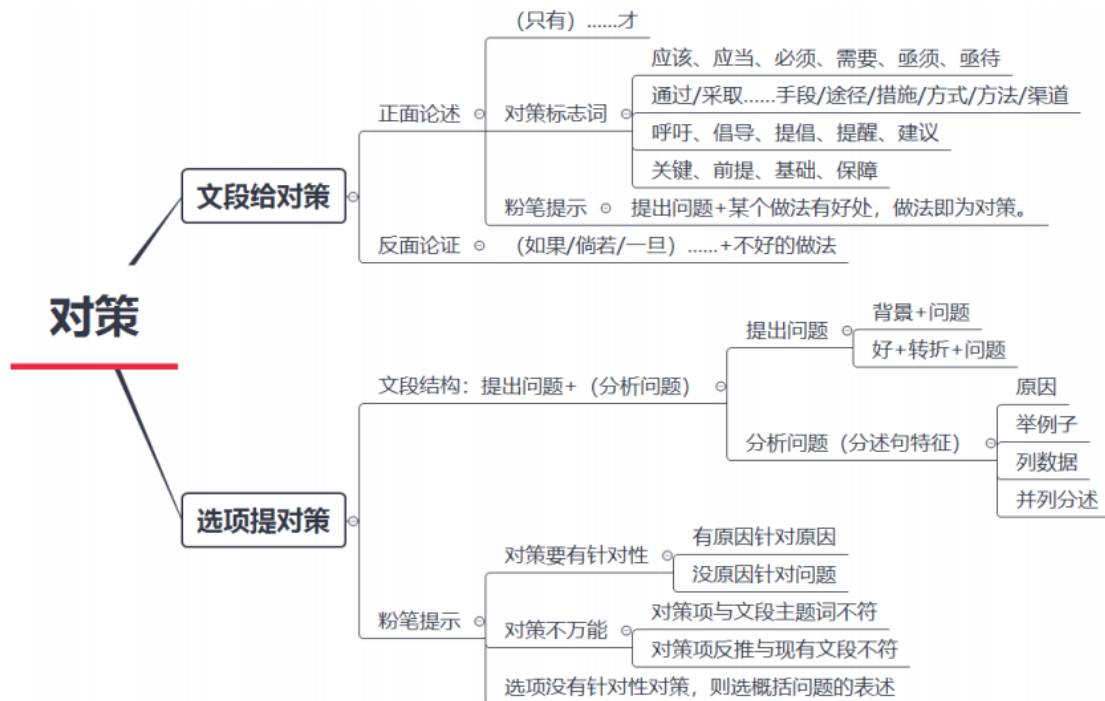 对策
文段给对策
正面论述
(只有) ......才
对策标志词
应该、应当、必须、需要、亟须、亟待
通过/采取......手段/途径/措施/方式/方法/渠道
呼吁、倡导、提倡、提醒、建议
关键、前提、基础、保障
粉笔提示
提出问题+某个做法有好处，做法即为对策。
反面论证
(如果/倘若/一旦) ......+不好的做法
选项提对策
文段结构：提出问题+（分析问题）
提出问题
背景+问题
好+转折+问题
分析问题（分述句特征）
原因
举例子
列数据
并列分述
粉笔提示
对策要有针对性
有原因针对原因
没原因针对问题
对策不万能
对策项与文段主题词不符
对策项反推与现有文段不符
选项没有针对性对策，则选概括问题的表述